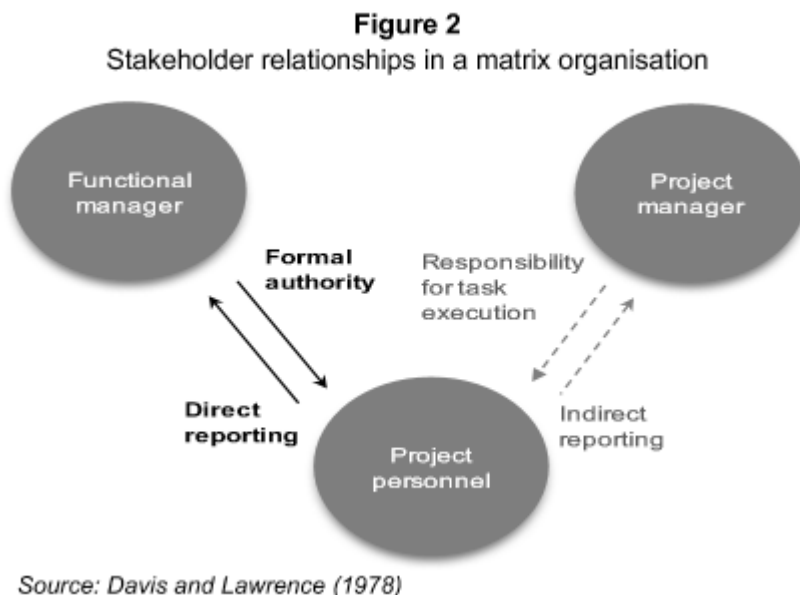 Figure 2
Stakeholder relationships in a matrix organisation
Functional
manager
Project
manager
Formal
authority
Responsibility
for task
execution
Direct
reporting
Indirect
reporting
Project
personnel
Source: Davis and Lawrence (1978)